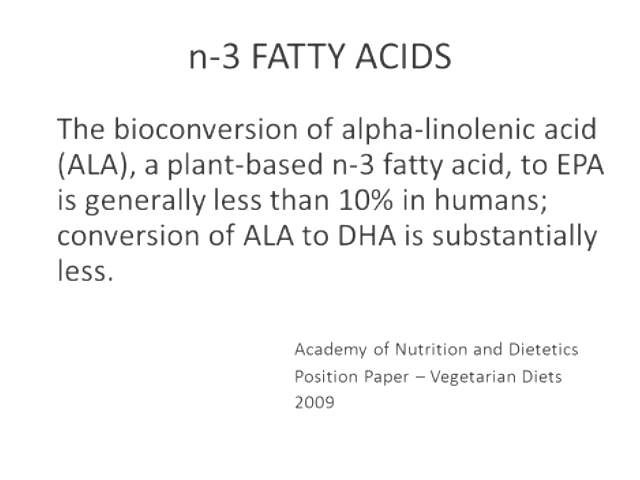 n-3 FATTY ACIDS
The bioconversion of alpha-linolenic acid
(ALA), a plant-based n-3 fatty acid, to EPA
is generally less than 10% in humans;
conversion of ALA to DHA is substantially
less.
Academy of Nutrition and Dietetics
Position Paper – Vegetarian Diets
2009